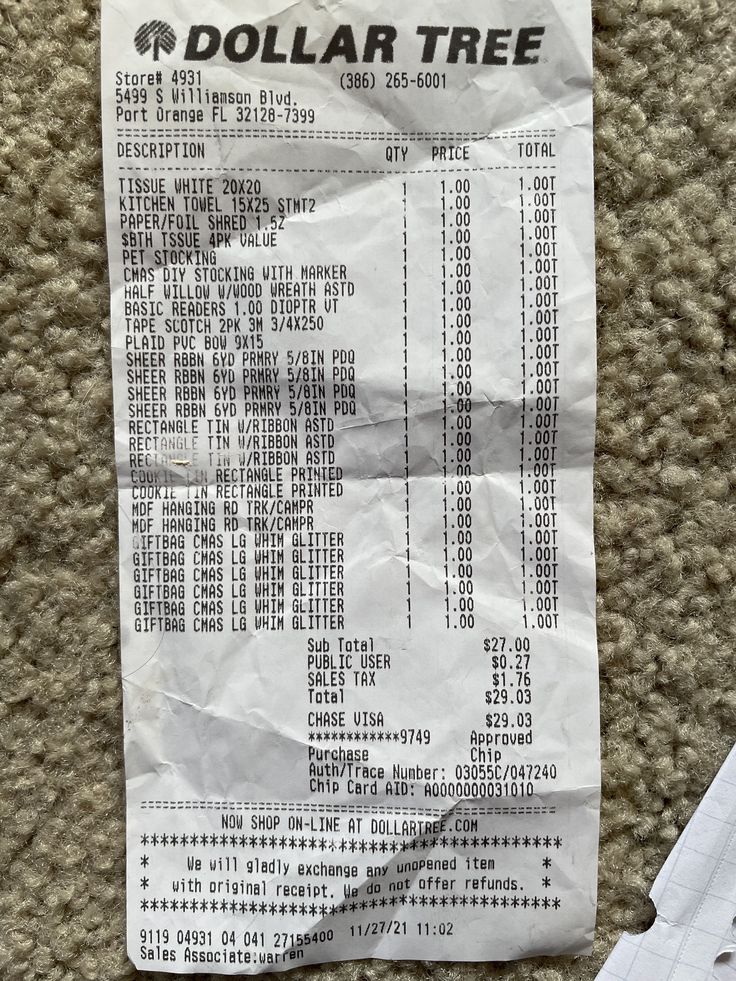 DOLLAR TREE
Store# 4931 (386) 265-6001
5499 S Williamson Blvd.
Port Orange FL 32128-7399
DESCRIPTION QTY PRICE TOTAL
TISSUE WHITE 20X20 1 1.00 1.00T
KITCHEN TOWEL 15X25 STMT2 1 1.00 1.00T
PAPER/FOIL SHRED 1.5Z 1 1.00 1.00T
$BTH TSSUE 4PK VALUE 1 1.00 1.00T
PET STOCKING 1 1.00 1.00T
CMAS DIY STOCKING WITH MARKER 1 1.00 1.00T
HALF WILLOW W/WOOD WREATH ASTD 1 1.00 1.00T
BASIC READERS 1.00 DIOPTR VT 1 1.00 1.00T
TAPE SCOTCH 2PK 3M 3/4X250 1 1.00 1.00T
PLAID PVC BOW 9X15 1 1.00 1.00T
SHEER RBBN 6YD PRMRY 5/8IN PDQ 1 1.00 1.00T
SHEER RBBN 6YD PRMRY 5/8IN PDQ 1 1.00 1.00T
SHEER RBBN 6YD PRMRY 5/8IN PDQ 1 1.00 1.00T
SHEER RBBN 6YD PRMRY 5/8IN PDQ 1 1.00 1.00T
RECTANGLE TIN W/RIBBON ASTD 1 1.00 1.00T
RECTANGLE TIN W/RIBBON ASTD 1 1.00 1.00T
RECTANGLE TIN W/RIBBON ASTD 1 1.00 1.00T
COOKIE TIN RECTANGLE PRINTED 1 1.00 1.00T
COOKIE TIN RECTANGLE PRINTED 1 1.00 1.00T
MDF HANGING RD TRK/CAMPR 1 1.00 1.00T
MDF HANGING RD TRK/CAMPR 1 1.00 1.00T
GIFTBAG CMAS LG WHIM GLITTER 1 1.00 1.00T
GIFTBAG CMAS LG WHIM GLITTER 1 1.00 1.00T
GIFTBAG CMAS LG WHIM GLITTER 1 1.00 1.00T
GIFTBAG CMAS LG WHIM GLITTER 1 1.00 1.00T
GIFTBAG CMAS LG WHIM GLITTER 1 1.00 1.00T
GIFTBAG CMAS LG WHIM GLITTER 1 1.00 1.00T
Sub Total $27.00
PUBLIC USER $0.27
SALES TAX $1.76
Total $29.03
CHASE VISA $29.03
************9749 Approved
Purchase Chip
Auth/Trace Number: 03055C/047240
Chip Card AID: A0000000031010
NOW SHOP ON-LINE AT DOLLARTREE.COM
******************************************
* We will gladly exchange any unopened item *
* with original receipt. We do not offer refunds. *
******************************************
9119 04931 04 041 27155400 11/27/21 11:02
Sales Associate:warren